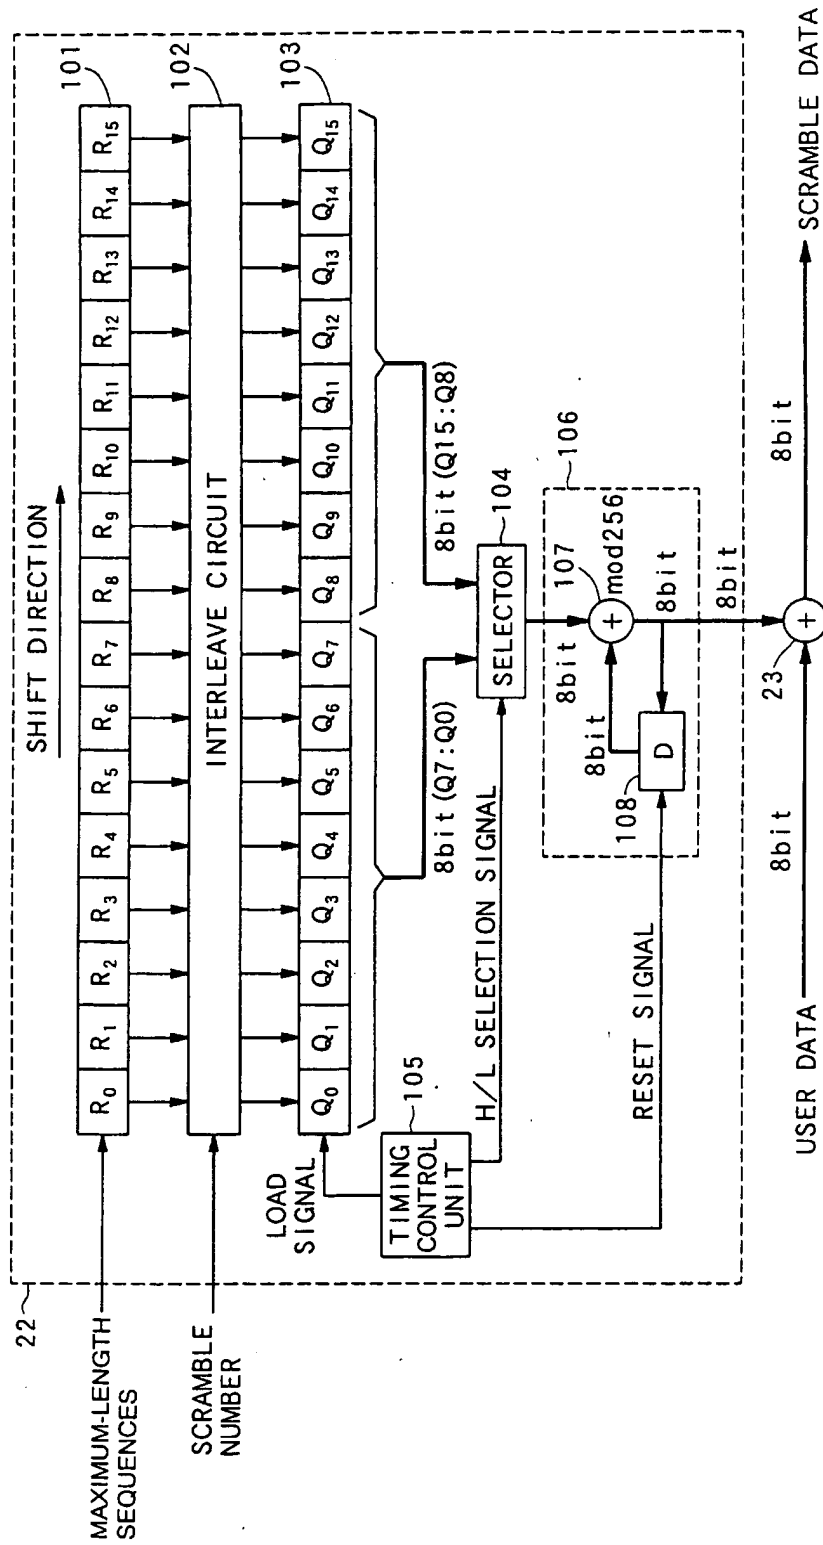 22
MAXIMUM-LENGTH
SEQUENCES
SHIFT DIRECTION
R0 R1 R2 R3 R4 R5 R6 R7 R8 R9 R10 R11 R12 R13 R14 R15
101
SCRAMBLE
NUMBER
INTERLEAVE CIRCUIT
102
LOAD
SIGNAL
Q0 Q1 Q2 Q3 Q4 Q5 Q6 Q7 Q8 Q9 Q10 Q11 Q12 Q13 Q14 Q15
103
8bit(Q7:Q0)
8bit(Q15:Q8)
TIMING
CONTROL
UNIT
105
H/L SELECTION SIGNAL
SELECTOR
104
106
8bit
107
+
mod256
8bit
8bit
108
D
RESET SIGNAL
8bit
USER DATA
8bit
23
+
8bit
SCRAMBLE DATA